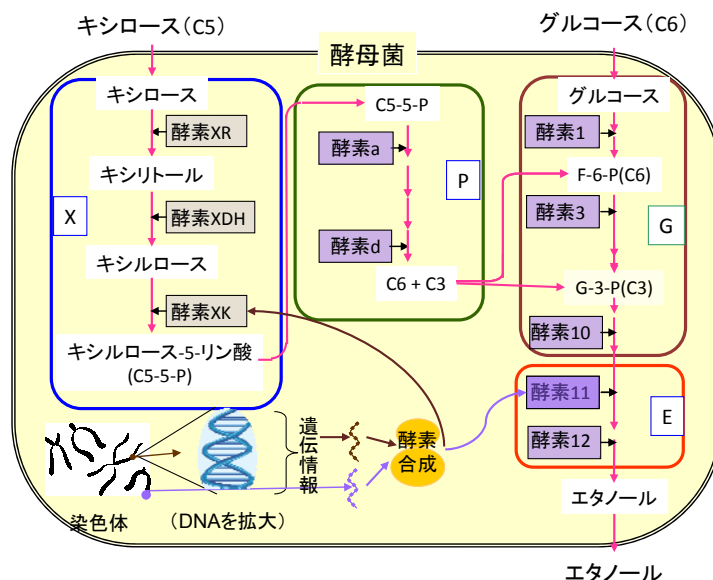 キシロース(C5)
グルコース(C6)
酵母菌
キシロース
酵素XR
キシリトール
X
酵素XDH
キシルロース
酵素XK
キシルロース-5-リン酸
(C5-5-P)
C5-5-P
酵素a
P
酵素d
C6 + C3
グルコース
酵素1
F-6-P(C6)
酵素3
G
G-3-P(C3)
酵素10
酵素11
E
酵素12
エタノール
エタノール
遺伝情報
酵素
合成
染色体
(DNAを拡大)